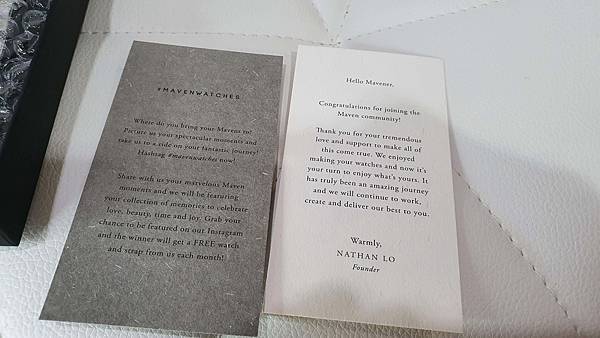 #MAVENWATCHES
Where do you bring your Mavens to?
Picture us your spectacular moments and
take us to a ride on your fantastic journey!
Hashtag #mavenwatches now!
Share with us your marvelous Maven
moments and we will be featuring
your collection of memories to celebrate
love, beauty, time and joy. Grab your
chance to be featured on our Instagram
and the winner will get a FREE watch
and strap from us each month!
Hello Mavener,
Congratulations for joining the
Maven community!
Thank you for your tremendous
love and support to make all of
this come true. We enjoyed
making your watches and now it's
your turn to enjoy what's yours. It
has truly been an amazing journey
and we will continue to work,
create and deliver our best to you.
Warmly,
NATHAN LO
Founder